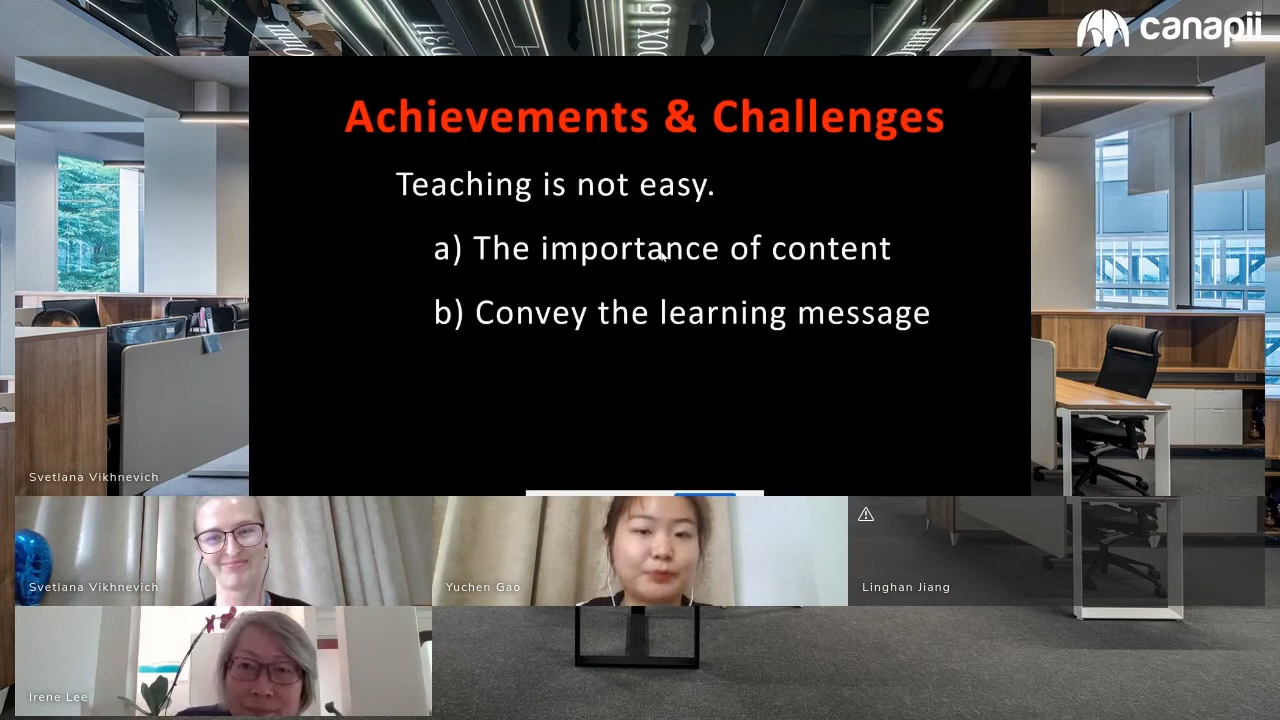 canapii
Achievements & Challenges
Teaching is not easy.
a) The importance of content
b) Convey the learning message
Svetlana Vikhnevich
Svetlana Vikhnevich
Yuchen Gao
Linghan Jiang
Irene Lee